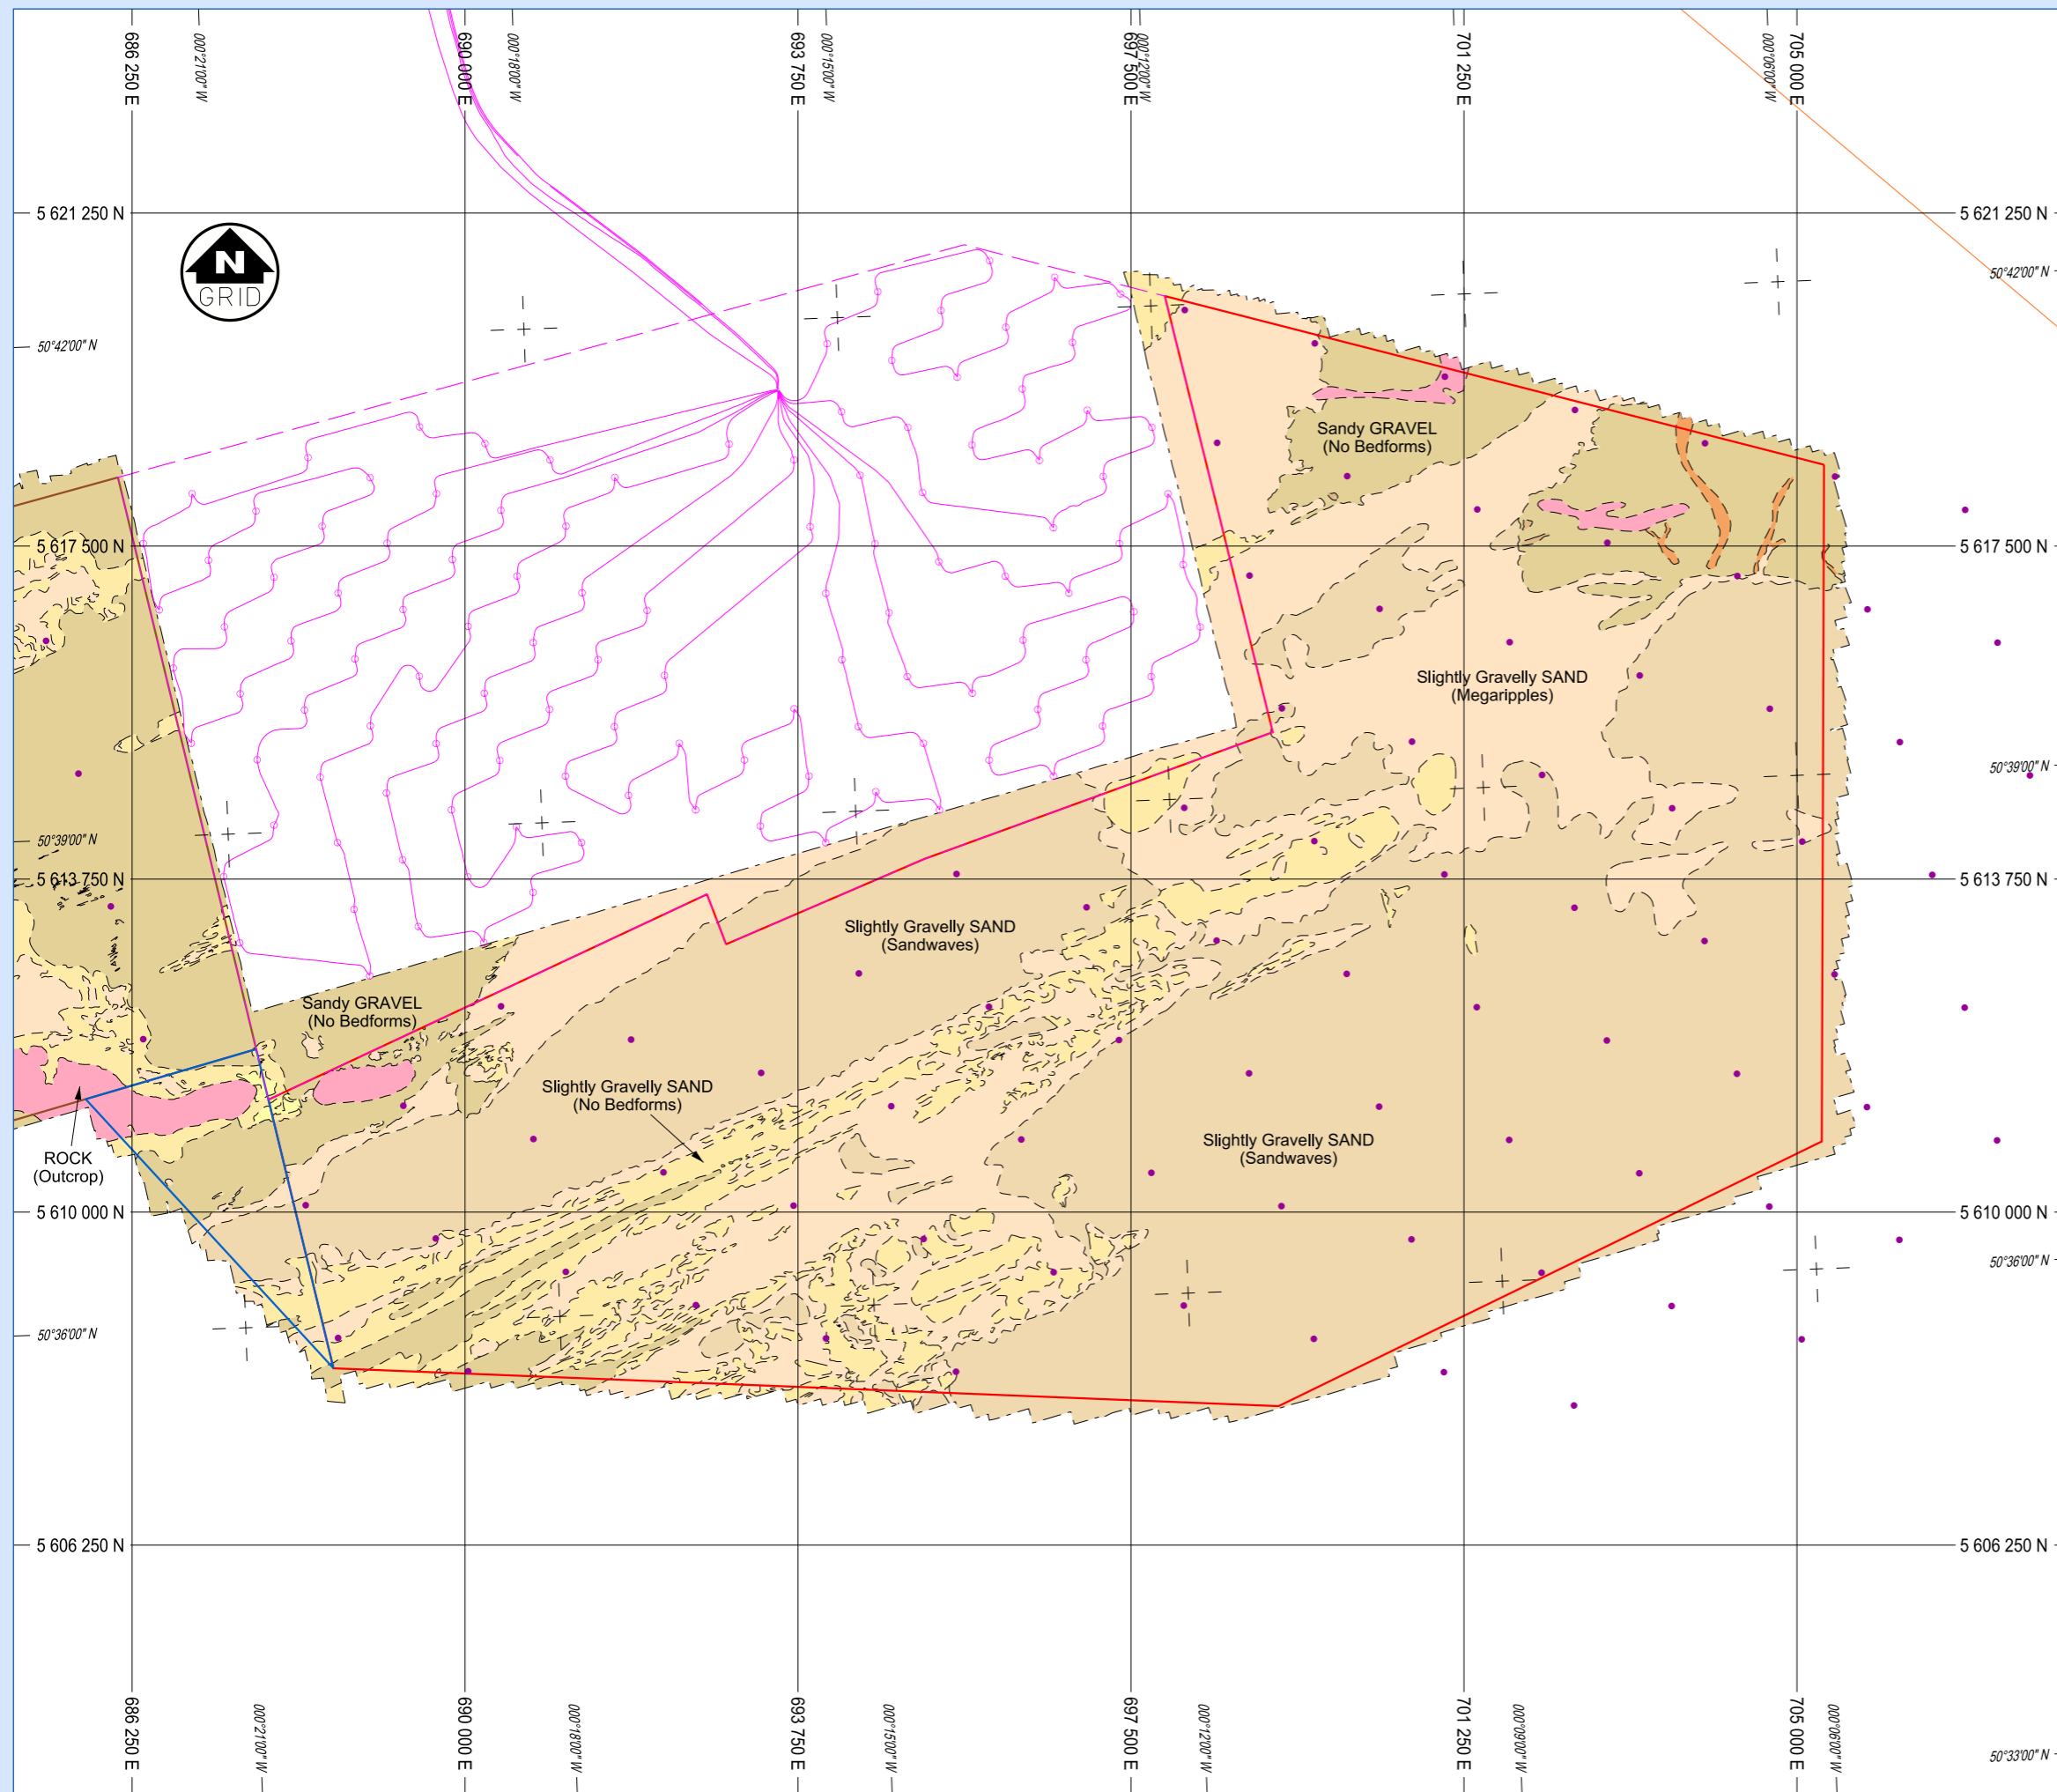 686 250 E
000°21'00" W
690 000 E
000°18'00" W
693 750 E
000°15'00" W
697 500 E
000°12'00" W
701 250 E
705 000 E
000°06'00" W
5 621 250 N
5 621 250 N
N
GRID
50°42'00" N
50°42'00" N
Sandy GRAVEL
(No Bedforms)
5 617 500 N
5 617 500 N
Slightly Gravelly SAND
(Megaripples)
50°39'00" N
50°39'00" N
5 613 750 N
5 613 750 N
Slightly Gravelly SAND
(Sandwaves)
Sandy GRAVEL
(No Bedforms)
Slightly Gravelly SAND
(No Bedforms)
ROCK
(Outcrop)
Slightly Gravelly SAND
(Sandwaves)
5 610 000 N
5 610 000 N
50°36'00" N
50°36'00" N
5 606 250 N
5 606 250 N
686 250 E
000°21'00" W
690 000 E
000°18'00" W
693 750 E
000°15'00" W
697 500 E
000°12'00" W
701 250 E
000°09'00" W
705 000 E
000°06'00" W
50°33'00" N